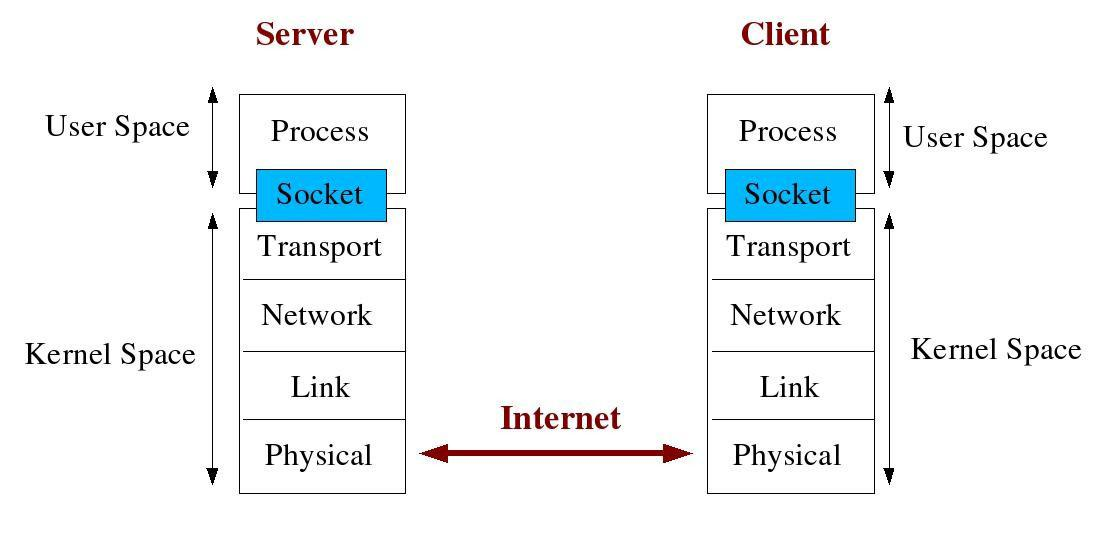 Server
Client
User Space
Process
Process
User Space
Socket
Socket
Transport
Transport
Network
Network
Kernel Space
Kernel Space
Link
Link
Internet
Physical
Physical